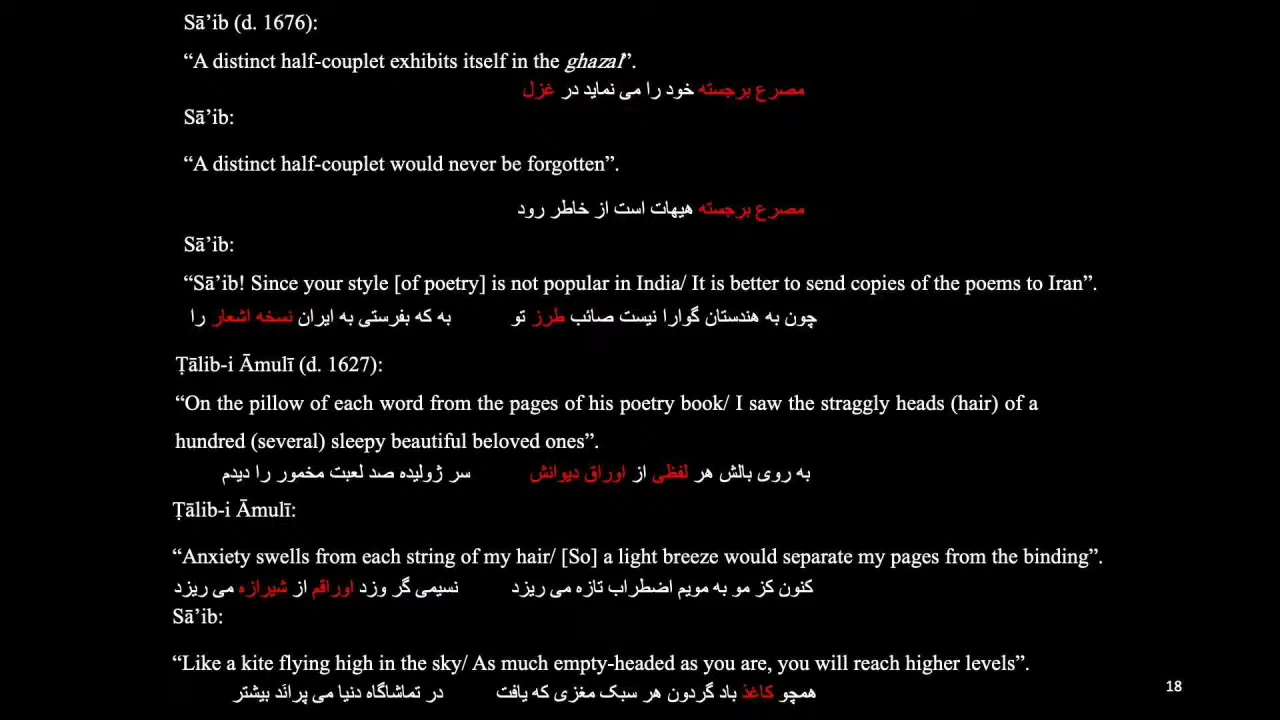 Sā’ib (d. 1676):
“A distinct half-couplet exhibits itself in the ghazal”.
مصرع برجسته خود را می نماید در غزل
Sā’ib:
“A distinct half-couplet would never be forgotten”.
مصرع برجسته هیهات است از خاطر رود
Sā’ib:
“Sā’ib! Since your style [of poetry] is not popular in India/ It is better to send copies of the poems to Iran”.
چون به هندستان گوارا نیست صائب طرز تو به که بفرستی به ایران نسخه اشعار را
Ṭālib-i Āmulī (d. 1627):
“On the pillow of each word from the pages of his poetry book/ I saw the straggly heads (hair) of a
hundred (several) sleepy beautiful beloved ones”.
به روی بالش هر لفظی از اوراق دیوانش سر ژولیده صد لعبت مخمور را دیدم
Ṭālib-i Āmulī:
“Anxiety swells from each string of my hair/ [So] a light breeze would separate my pages from the binding”.
کنون کز مو به مویم اضطراب تازه می ریزد نسیمی گر وزد اوراقم از شیرازه می ریزد
Sā’ib:
“Like a kite flying high in the sky/ As much empty-headed as you are, you will reach higher levels”.
همچو کاغذ باد گردون هر سبک مغزی که یافت در تماشاگاه دنیا می پرانَد بیشتر
18